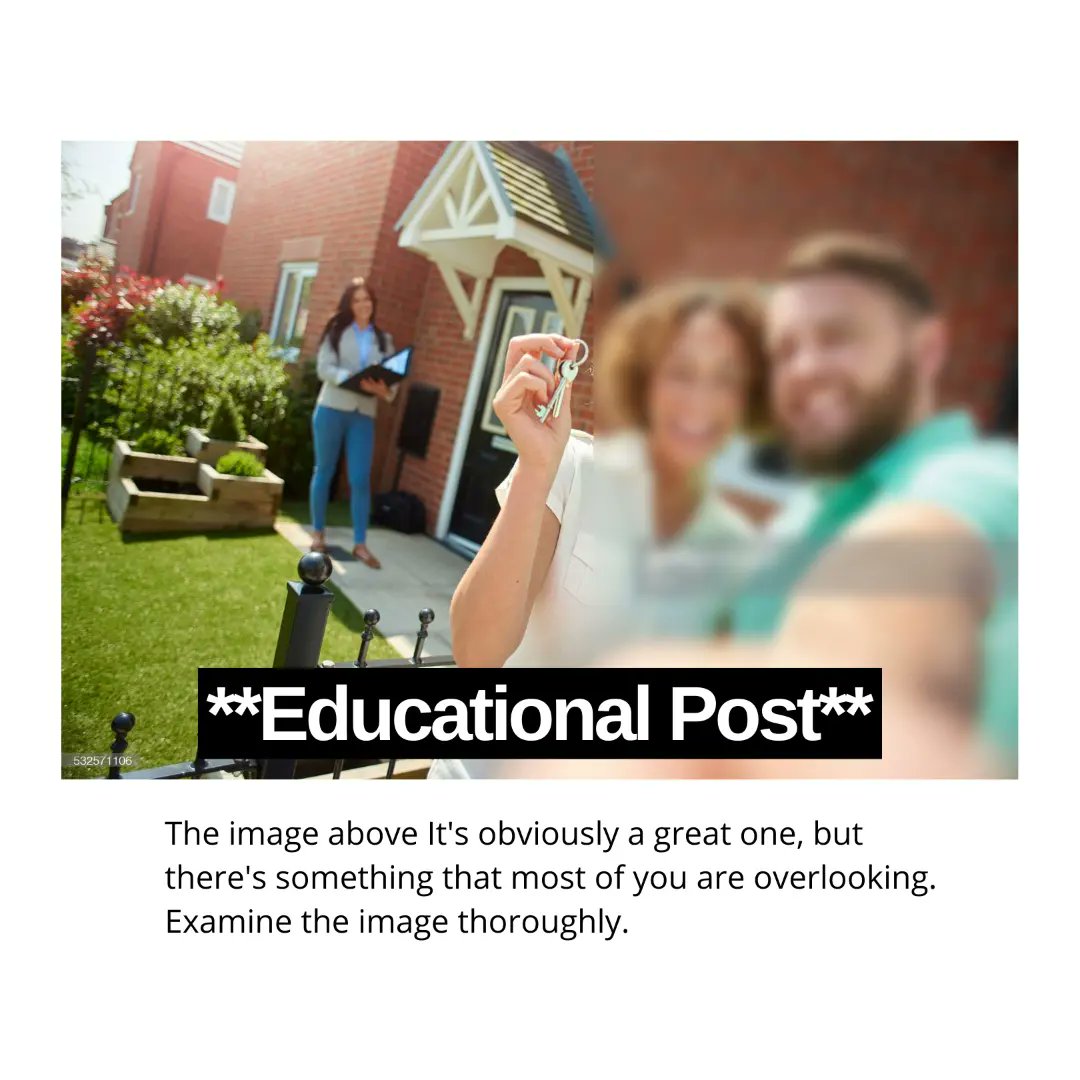 532571106
**Educational Post**
The image above It's obviously a great one, but
there's something that most of you are overlooking.
Examine the image thoroughly.